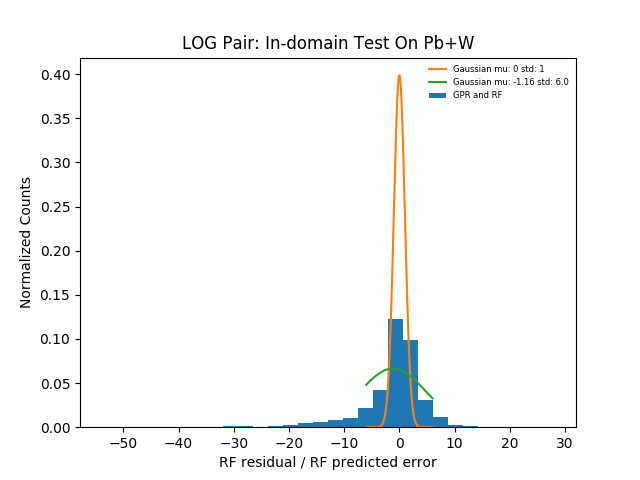 LOG Pair: In-domain Test On Pb+W
Gaussian mu: 0 std: 1
Gaussian mu: -1.16 std: 6.0
GPR and RF
Normalized Counts
0.40
0.35
0.30
0.25
0.20
0.15
0.10
0.05
0.00
−50 −40 −30 −20 −10 0 10 20 30
RF residual / RF predicted error